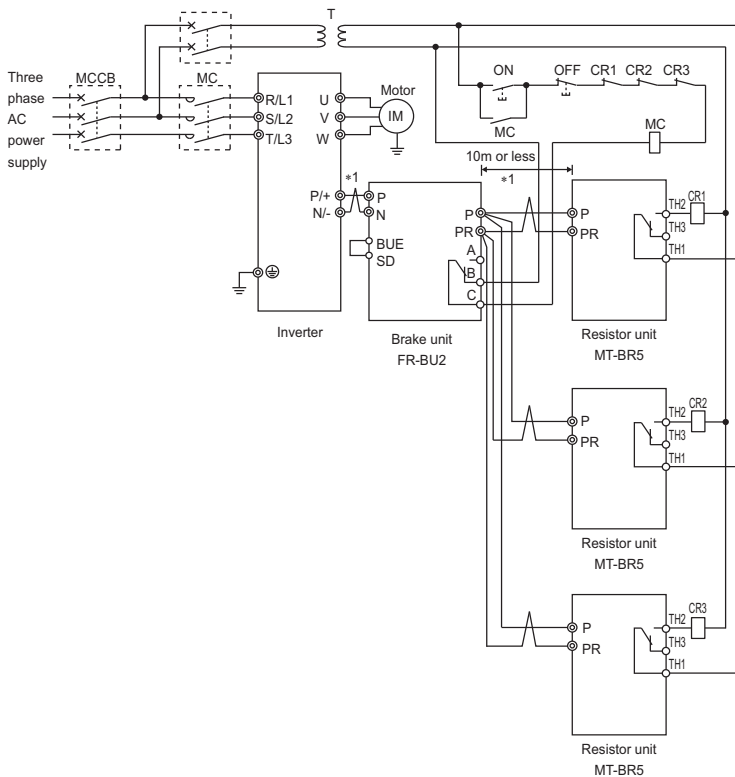 T
Three
phase
AC
power
supply
MCCB
MC
R/L1
S/L2
T/L3
U
V
W
Motor
IM
ON
OFF
CR1
CR2
CR3
MC
MC
10m or less
*1
*1
P/+
N/-
P
N
BUE
SD
P
PR
A
B
C
Inverter
Brake unit
FR-BU2
P
PR
TH2
CR1
TH3
TH1
Resistor unit
MT-BR5
P
PR
TH2
CR2
TH3
TH1
Resistor unit
MT-BR5
P
PR
TH2
CR3
TH3
TH1
Resistor unit
MT-BR5